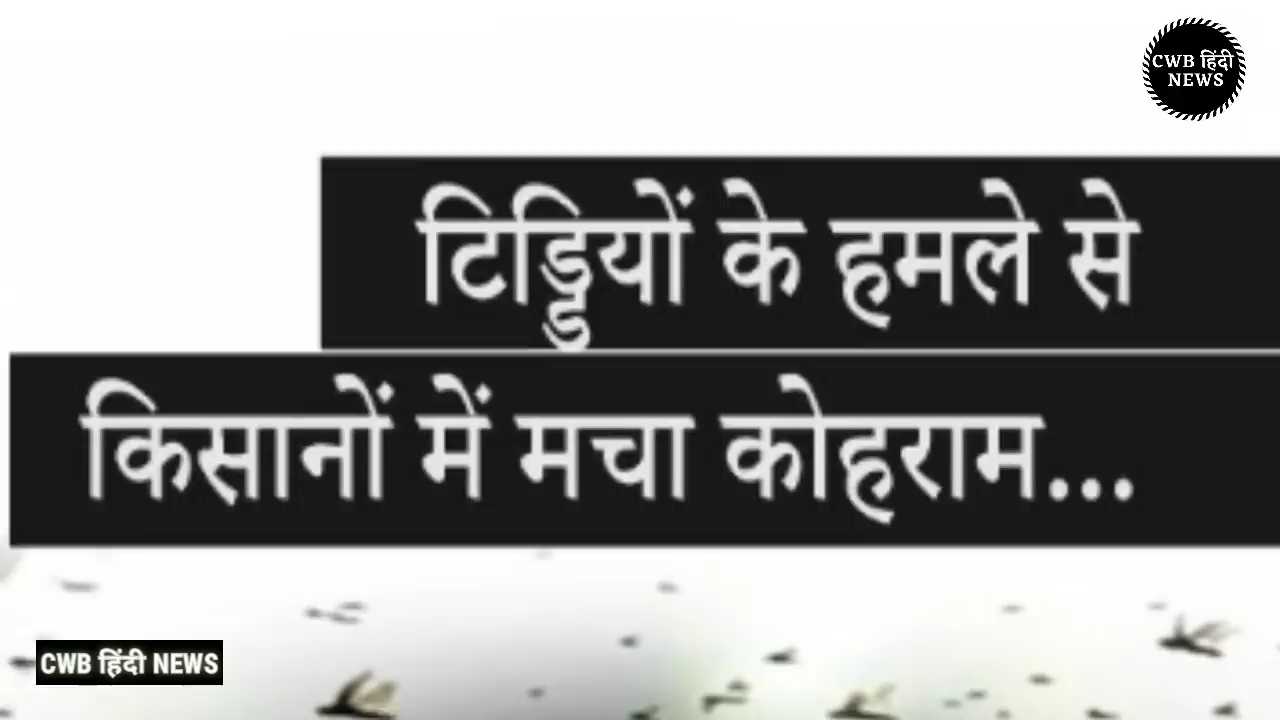 CWB हिंदी
NEWS
टिड्डियों के हमले से
किसानों में मचा कोहराम...
CWB हिंदी NEWS